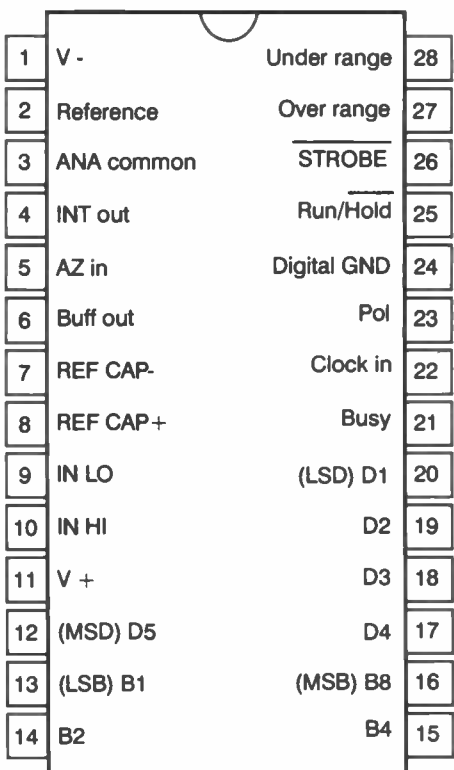 1 V - Under range 28
2 Reference Over range 27
3 ANA common STROBE 26
4 INT out Run/Hold 25
5 AZ in Digital GND 24
6 Buff out Pol 23
7 REF CAP- Clock in 22
8 REF CAP+ Busy 21
9 IN LO (LSD) D1 20
10 IN HI D2 19
11 V + D3 18
12 (MSD) D5 D4 17
13 (LSB) B1 (MSB) B8 16
14 B2 B4 15